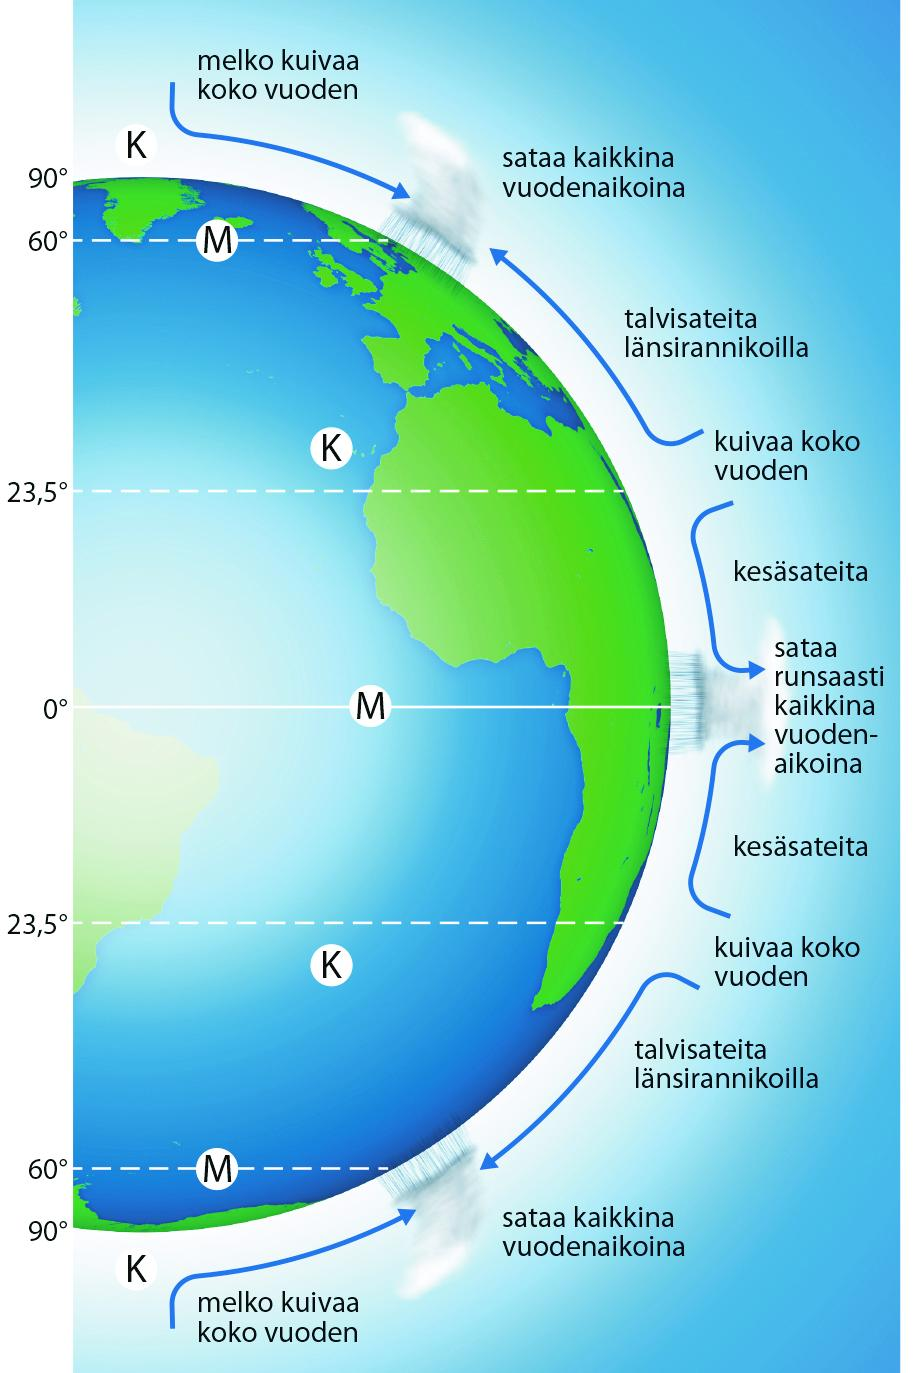 melko kuivaa
koko vuoden
K
sataa kaikkina
vuodenaikoina
90°
M
60°
talvisateita
länsirannikoilla
K
kuivaa koko
vuoden
23,5°
kesäsateita
sataa
runsaasti
kaikkina
vuoden-
aikoina
M
0°
kesäsateita
23,5°
K
kuivaa koko
vuoden
talvisateita
länsirannikoilla
60°
M
sataa kaikkina
vuodenaikoina
90°
K
melko kuivaa
koko vuoden